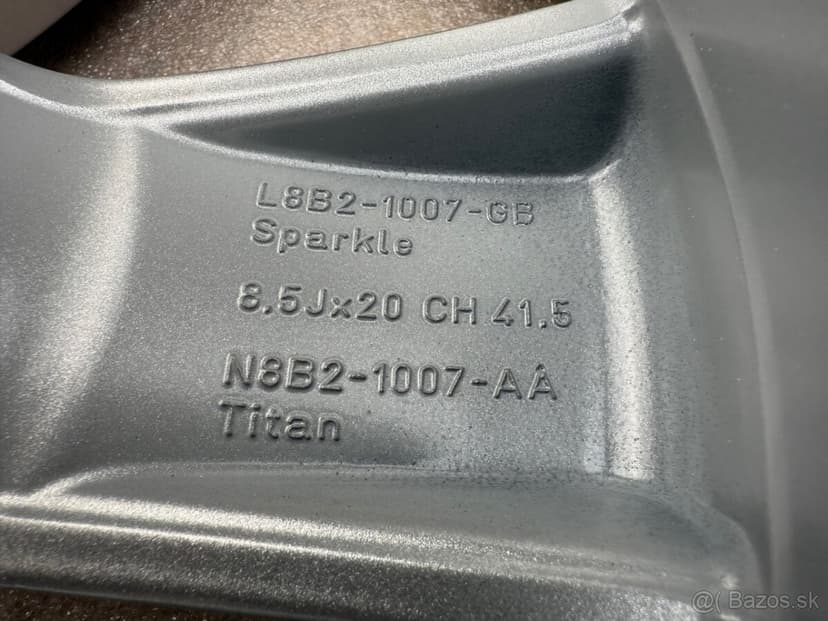 L8B2-1007-GB
Sparkle
8.5Jx20 CH 41.5
N8B2-1007-AA
Titan
@( Bazos.sk